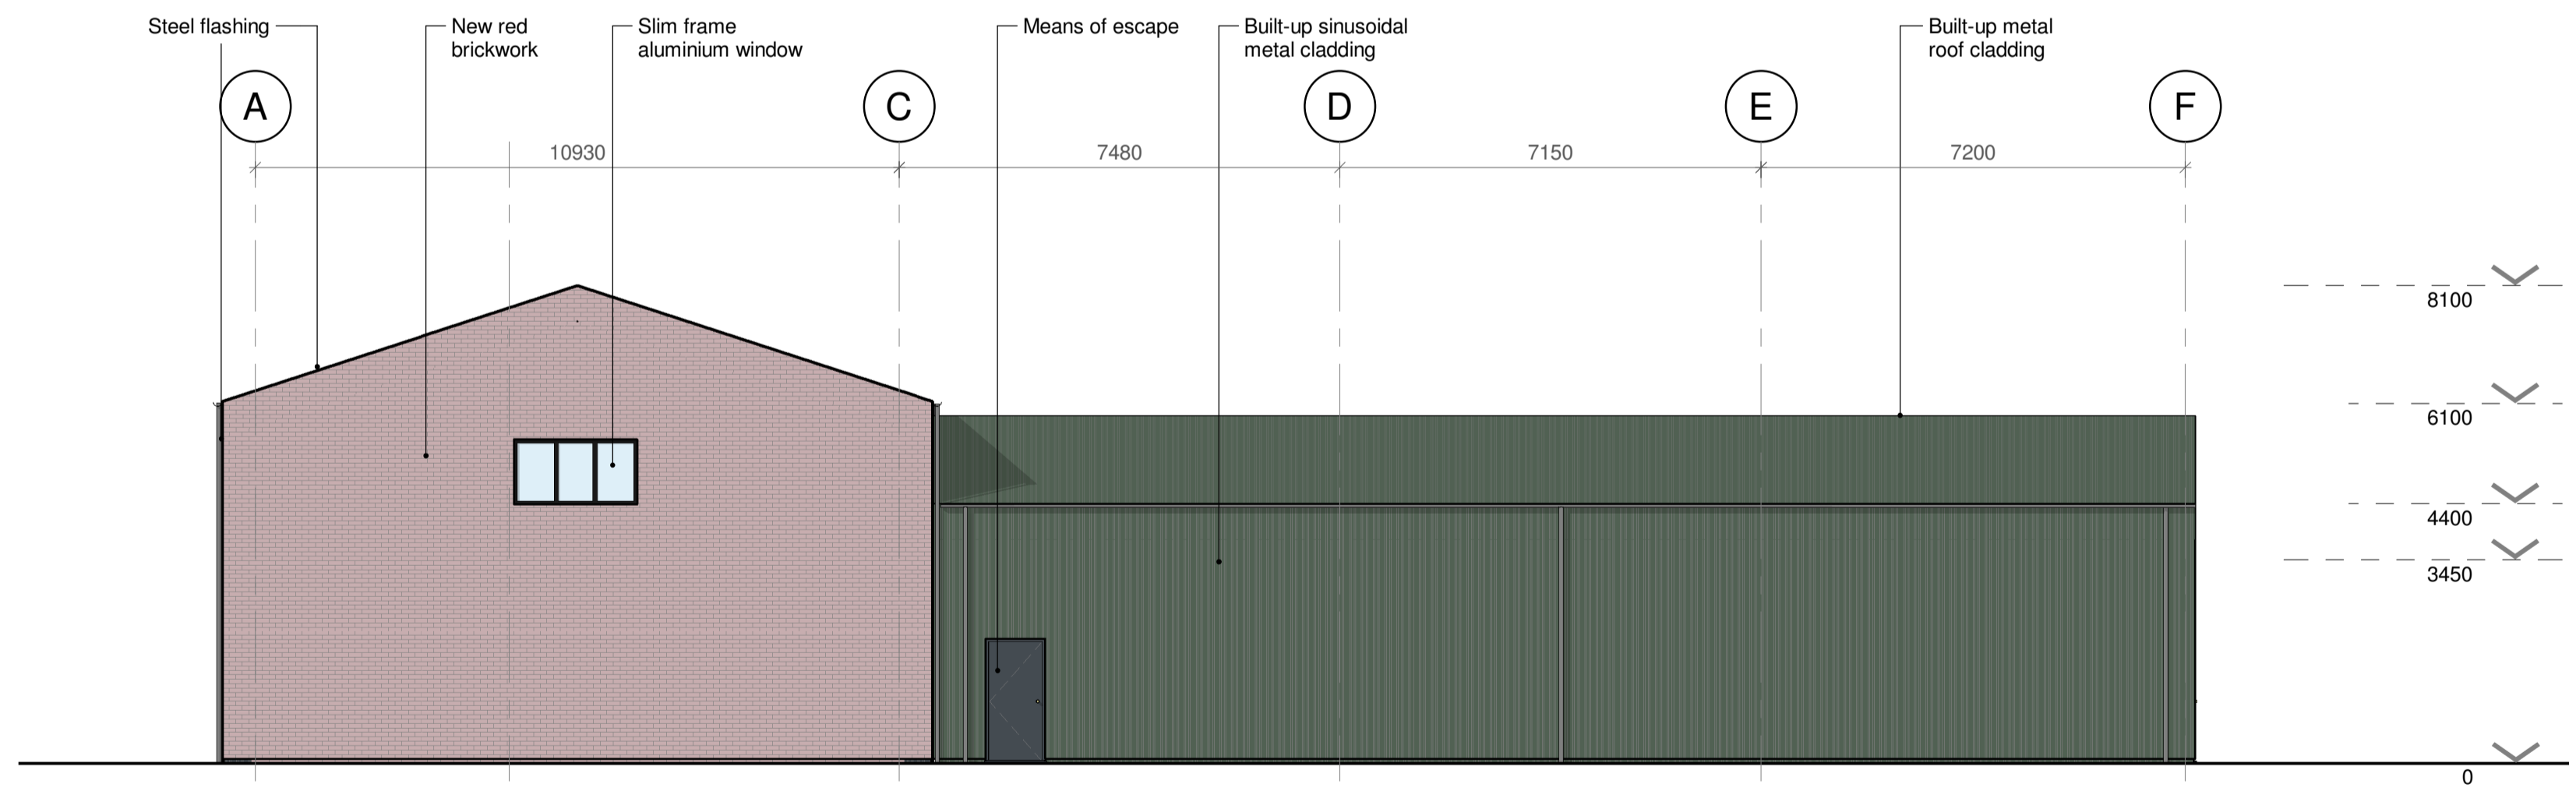 Steel flashing
New red
brickwork
Slim frame
aluminium window
Means of escape
Built-up sinusoidal
metal cladding
Built-up metal
roof cladding
A
C
D
E
F
10930
7480
7150
7200
8100
6100
4400
3450
0